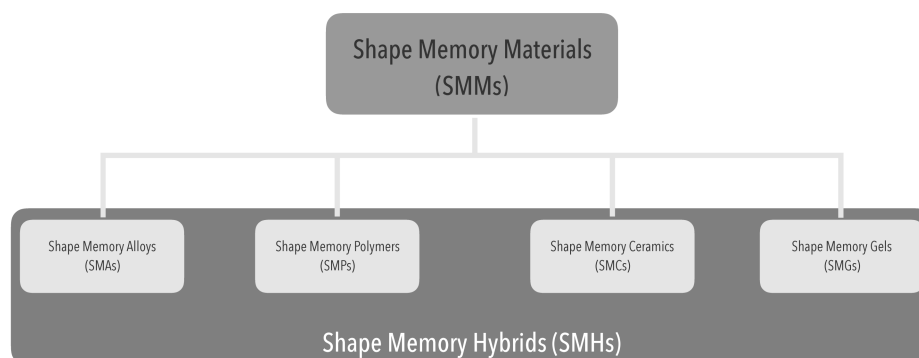 Shape Memory Materials
(SMMs)
Shape Memory Alloys
(SMAs)
Shape Memory Polymers
(SMPs)
Shape Memory Ceramics
(SMCs)
Shape Memory Gels
(SMGs)
Shape Memory Hybrids (SMHs)